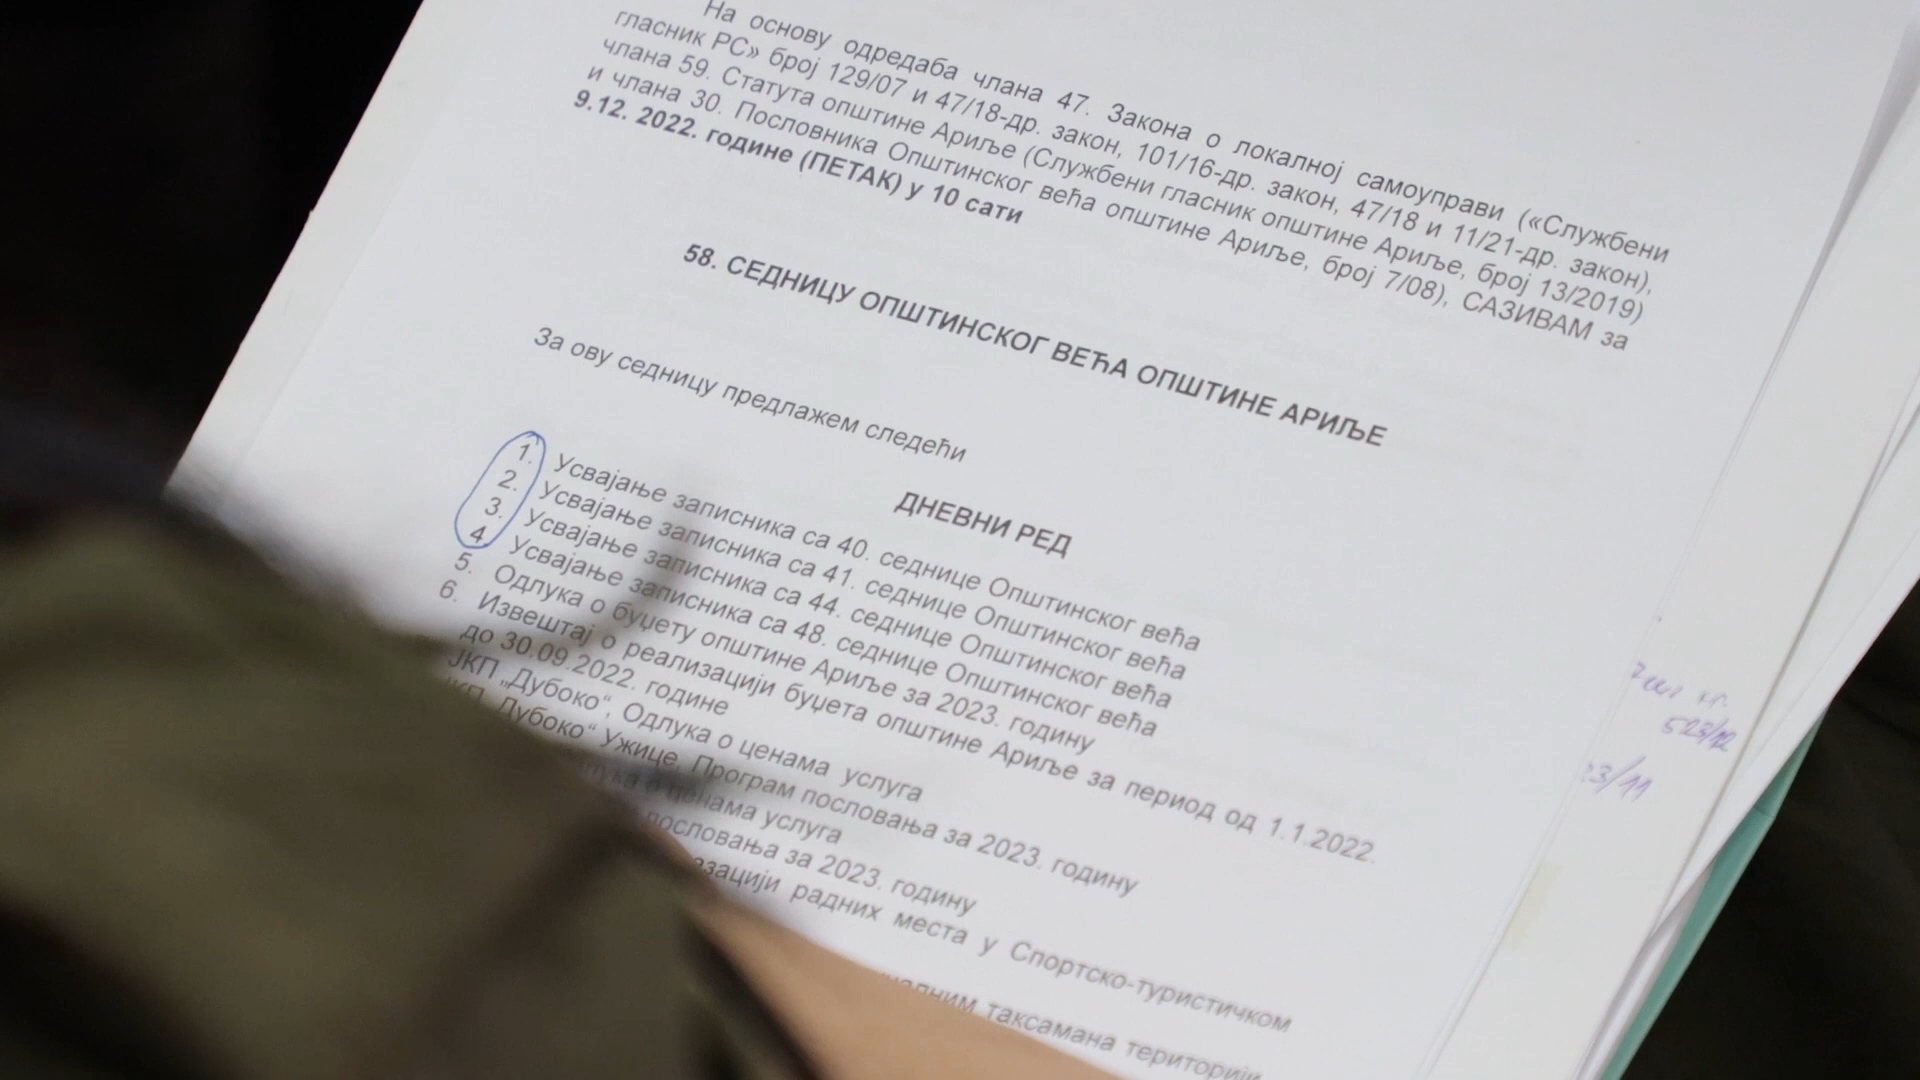 На основу одредаба члана 47. Закона о локалној самоуправи («Службени
гласник РС» број 129/07 и 47/18-др. закон, 101/16-др. закон, 47/18 и 11/21-др. закон),
члана 59. Статута општине Ариље (Службени гласник општине Ариље, број 13/2019)
и члана 30. Пословника Општинског већа општине Ариље, број 7/08), САЗИВАМ за
9.12. 2022. године (ПЕТАК) у 10 сати
58. СЕДНИЦУ ОПШТИНСКОГ ВЕЋА ОПШТИНЕ АРИЉЕ
За ову седницу предлажем следећи
ДНЕВНИ РЕД
1. Усвајање записника са 40. седнице Општинског већа
2. Усвајање записника са 41. седнице Општинског већа
3. Усвајање записника са 44. седнице Општинског већа
4. Усвајање записника са 48. седнице Општинског већа
5. Одлука о буџету општине Ариље за 2023. годину
6. Извештај о реализацији буџета општине Ариље за период од 1.1.2022.
до 30.09.2022. године
ЈКП „Дубоко“, Одлука о ценама услуга
Дубоко“ Ужице, Програм пословања за 2023. годину
ценама услуга
пословања за 2023. годину
радних места у Спортско-туристичком
таксама на територији
523/12
23/11